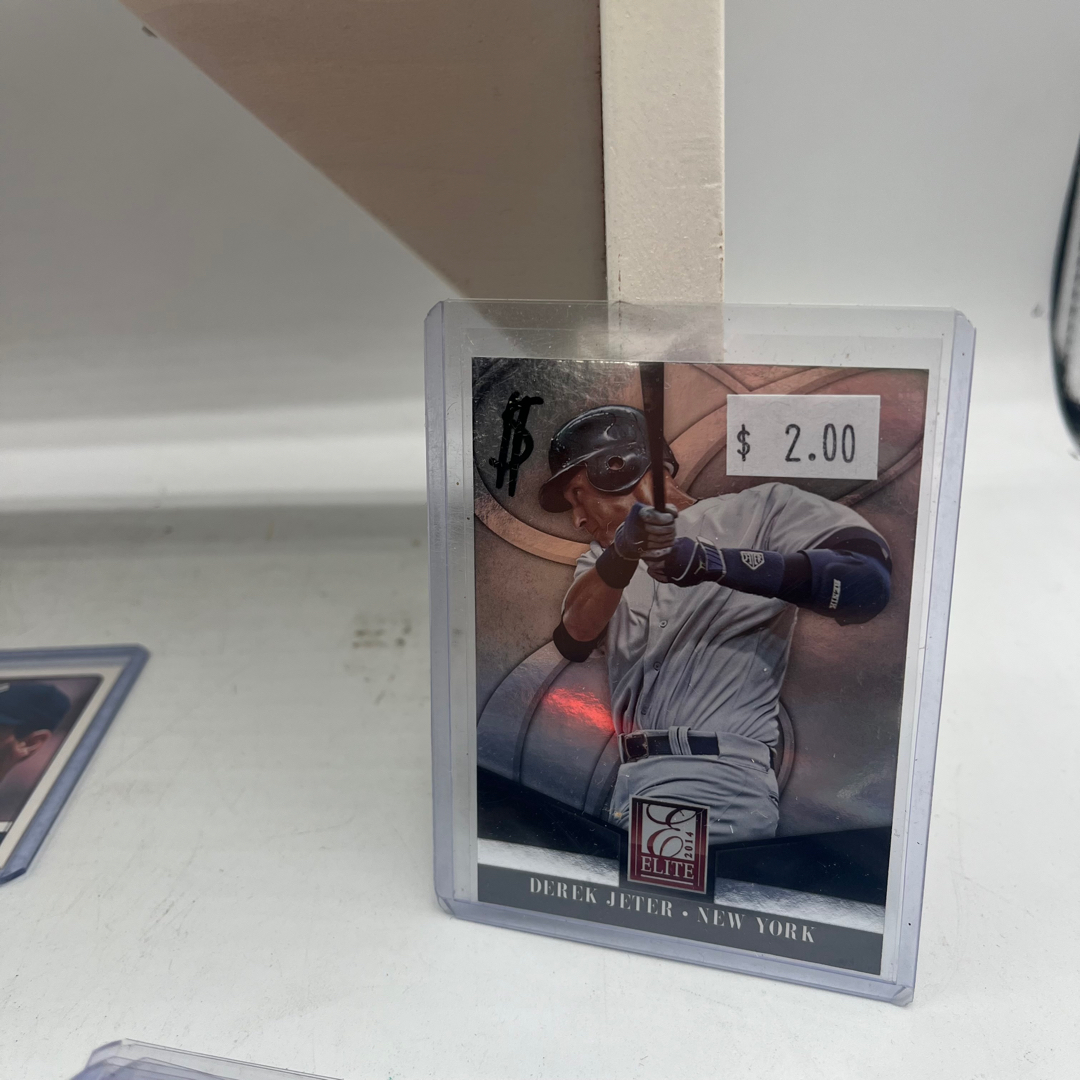 $
$ 2.00
E
2014
ELITE
DEREK JETER • NEW YORK